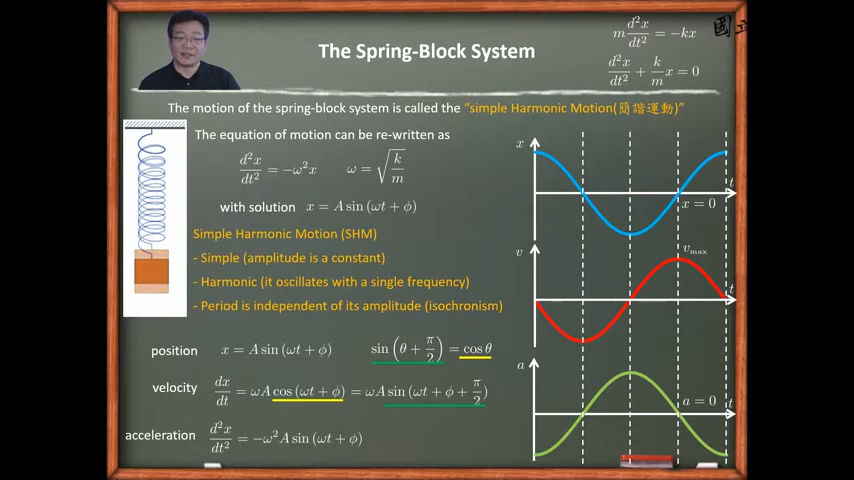 The Spring-Block System
m d²x/dt² = −kx
d²x/dt² + k/m x = 0
國立
The motion of the spring-block system is called the “simple Harmonic Motion(簡諧運動)”
The equation of motion can be re-written as
d²x/dt² = −ω²x ω = √(k/m)
with solution x = A sin (ωt + ϕ)
Simple Harmonic Motion (SHM)
- Simple (amplitude is a constant)
- Harmonic (it oscillates with a single frequency)
- Period is independent of its amplitude (isochronism)
position x = A sin (ωt + ϕ) sin (θ + π/2) = cos θ
velocity dx/dt = ωA cos (ωt + ϕ) = ωA sin (ωt + ϕ + π/2)
acceleration d²x/dt² = −ω²A sin (ωt + ϕ)
x
t
x = 0
v
vmax
t
a
a = 0
t